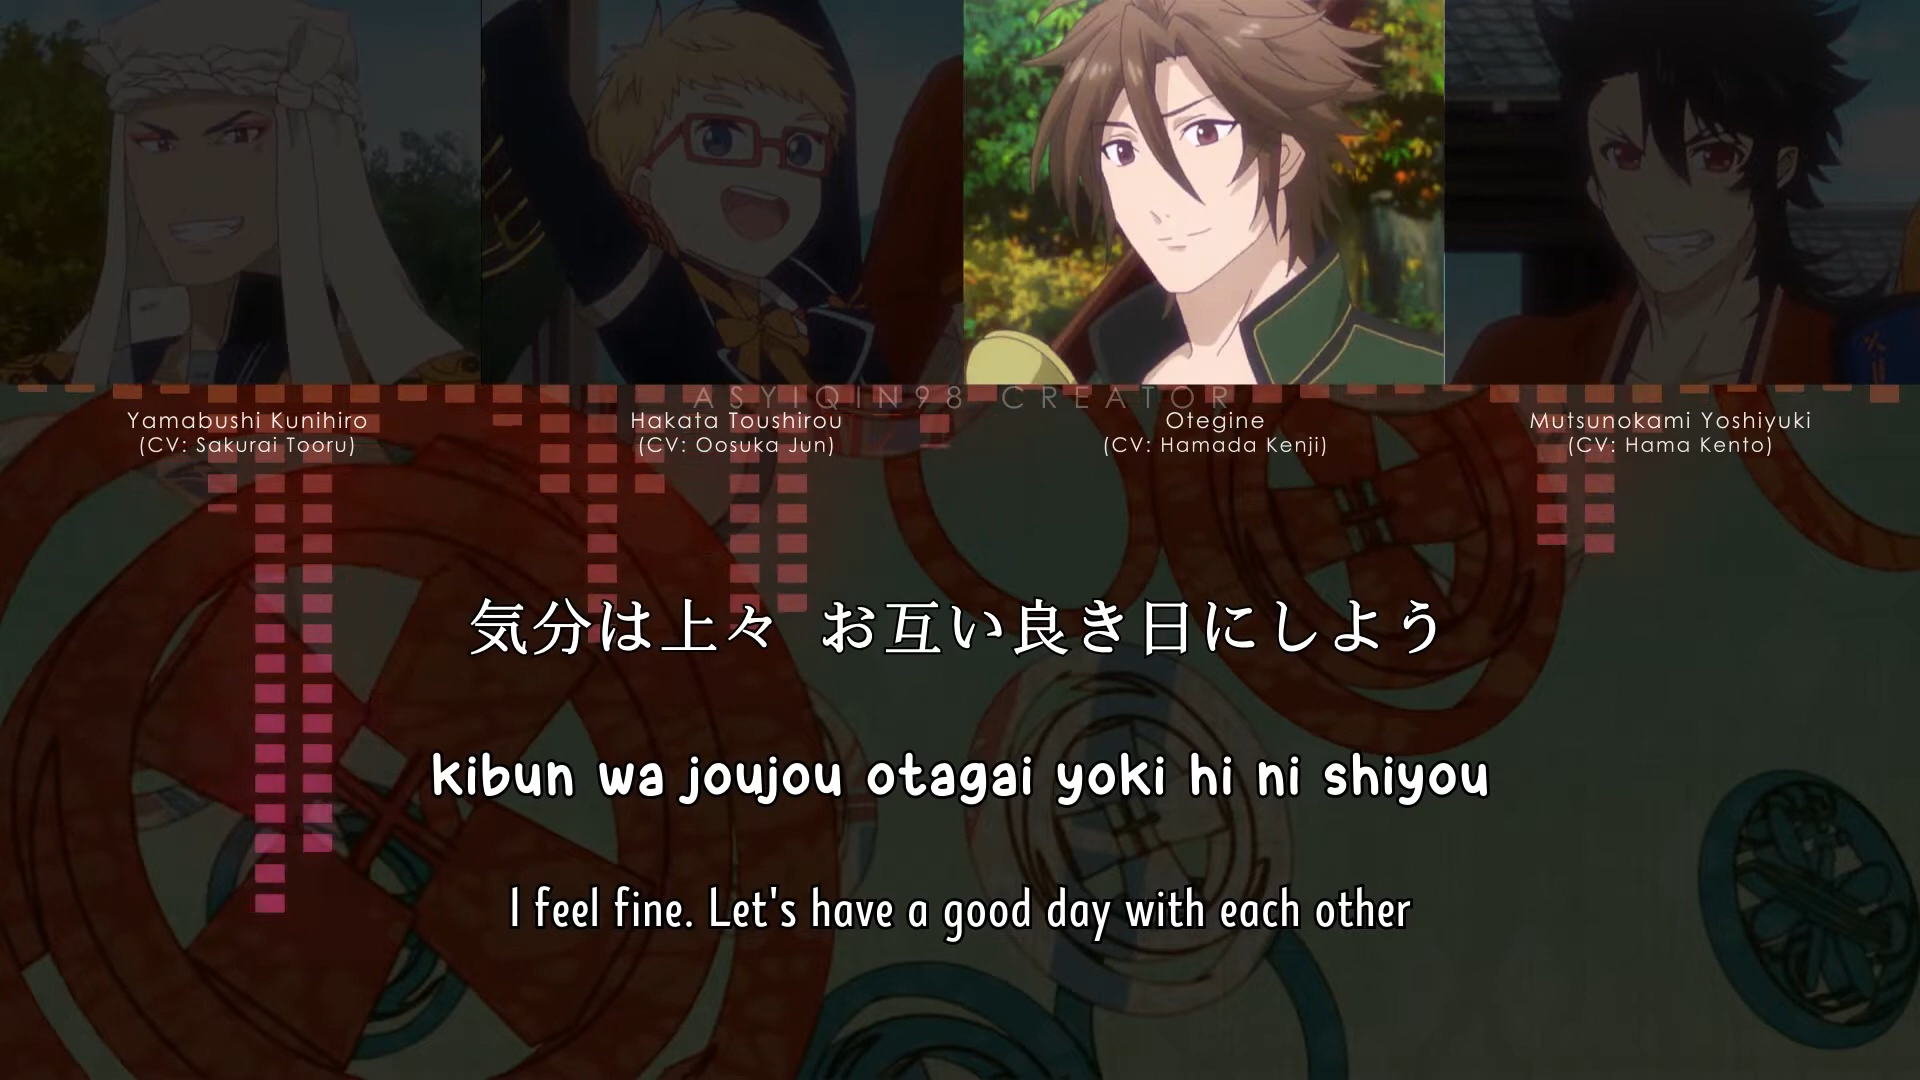 ASYIQIN98 CREATOR
Yamabushi Kunihiro
(CV: Sakurai Tooru)
Hakata Toushirou
(CV: Oosuka Jun)
Otegine
(CV: Hamada Kenji)
Mutsunokami Yoshiyuki
(CV: Hama Kento)
気分は上々 お互い良き日にしよう
kibun wa joujou otagai yoki hi ni shiyou
I feel fine. Let's have a good day with each other